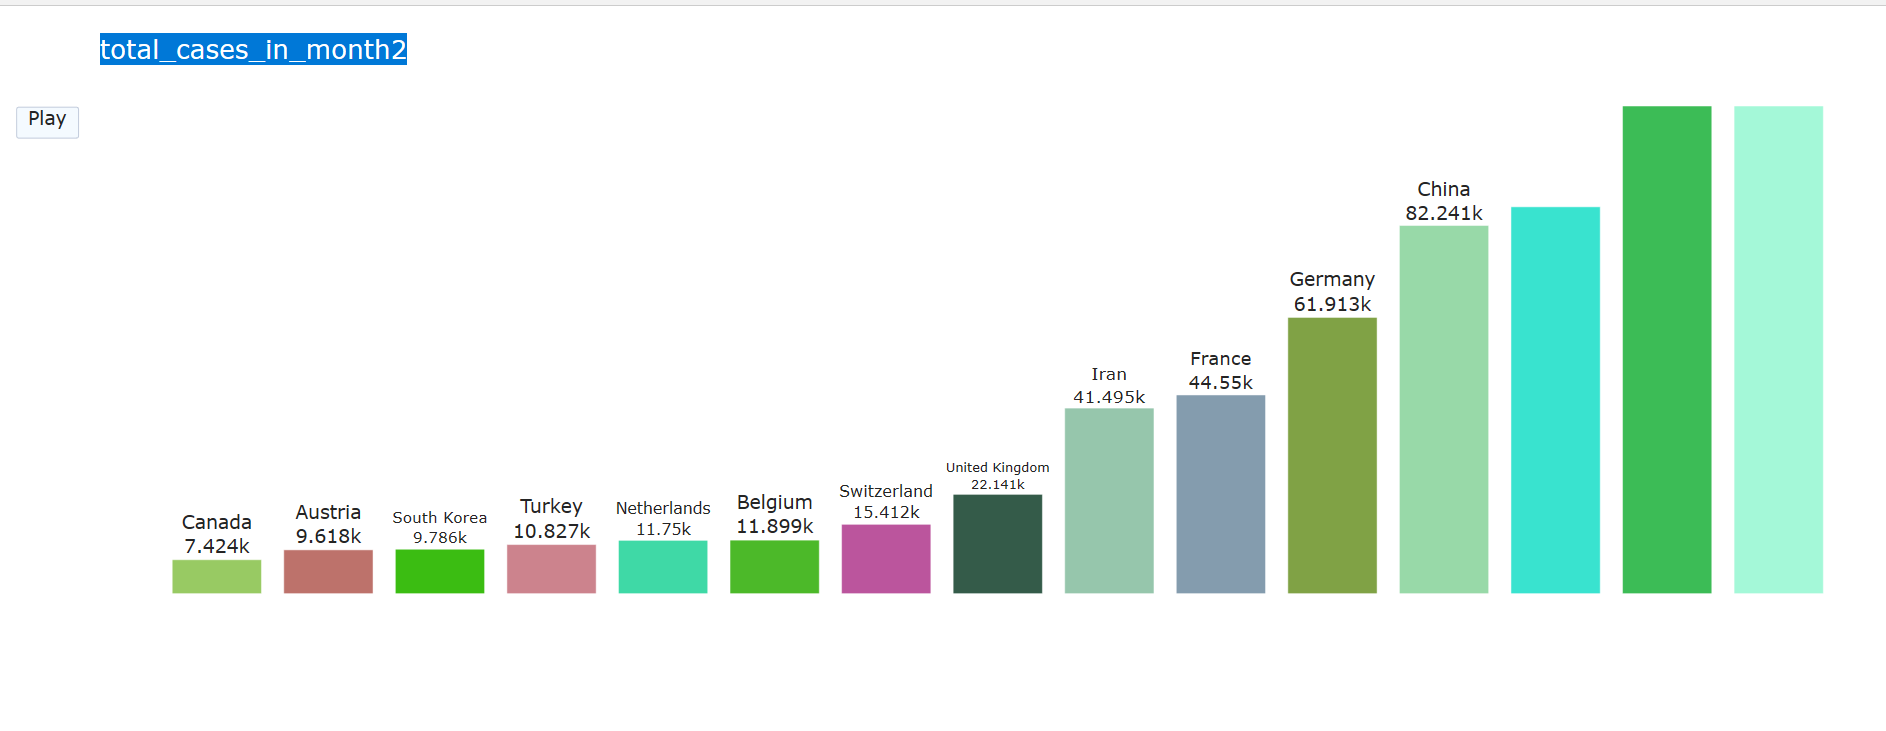 total_cases_in_month2
Play
Canada
7.424k
Austria
9.618k
South Korea
9.786k
Turkey
10.827k
Netherlands
11.75k
Belgium
11.899k
Switzerland
15.412k
United Kingdom
22.141k
Iran
41.495k
France
44.55k
Germany
61.913k
China
82.241k